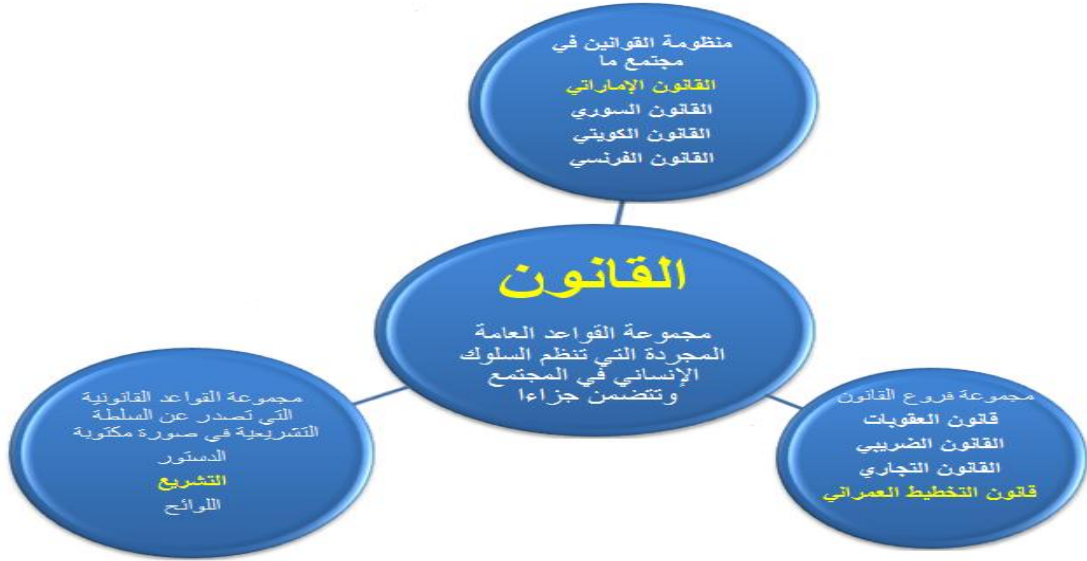 منظومة القوانين في
مجتمع ما
القانون الإماراتي
القانون السوري
القانون الكويتي
القانون الفرنسي
القانون
مجموعة القواعد العامة
المجردة التي تنظم السلوك
الإنساني في المجتمع
وتتضمن جزاءا
مجموعة فروع القانون
قانون العقوبات
القانون الضريبي
القانون التجاري
قانون التخطيط العمراني
مجموعة القواعد القانونية
التي تصدر عن السلطة
التشريعية في صورة مكتوبة
الدستور
التشريع
اللوائح